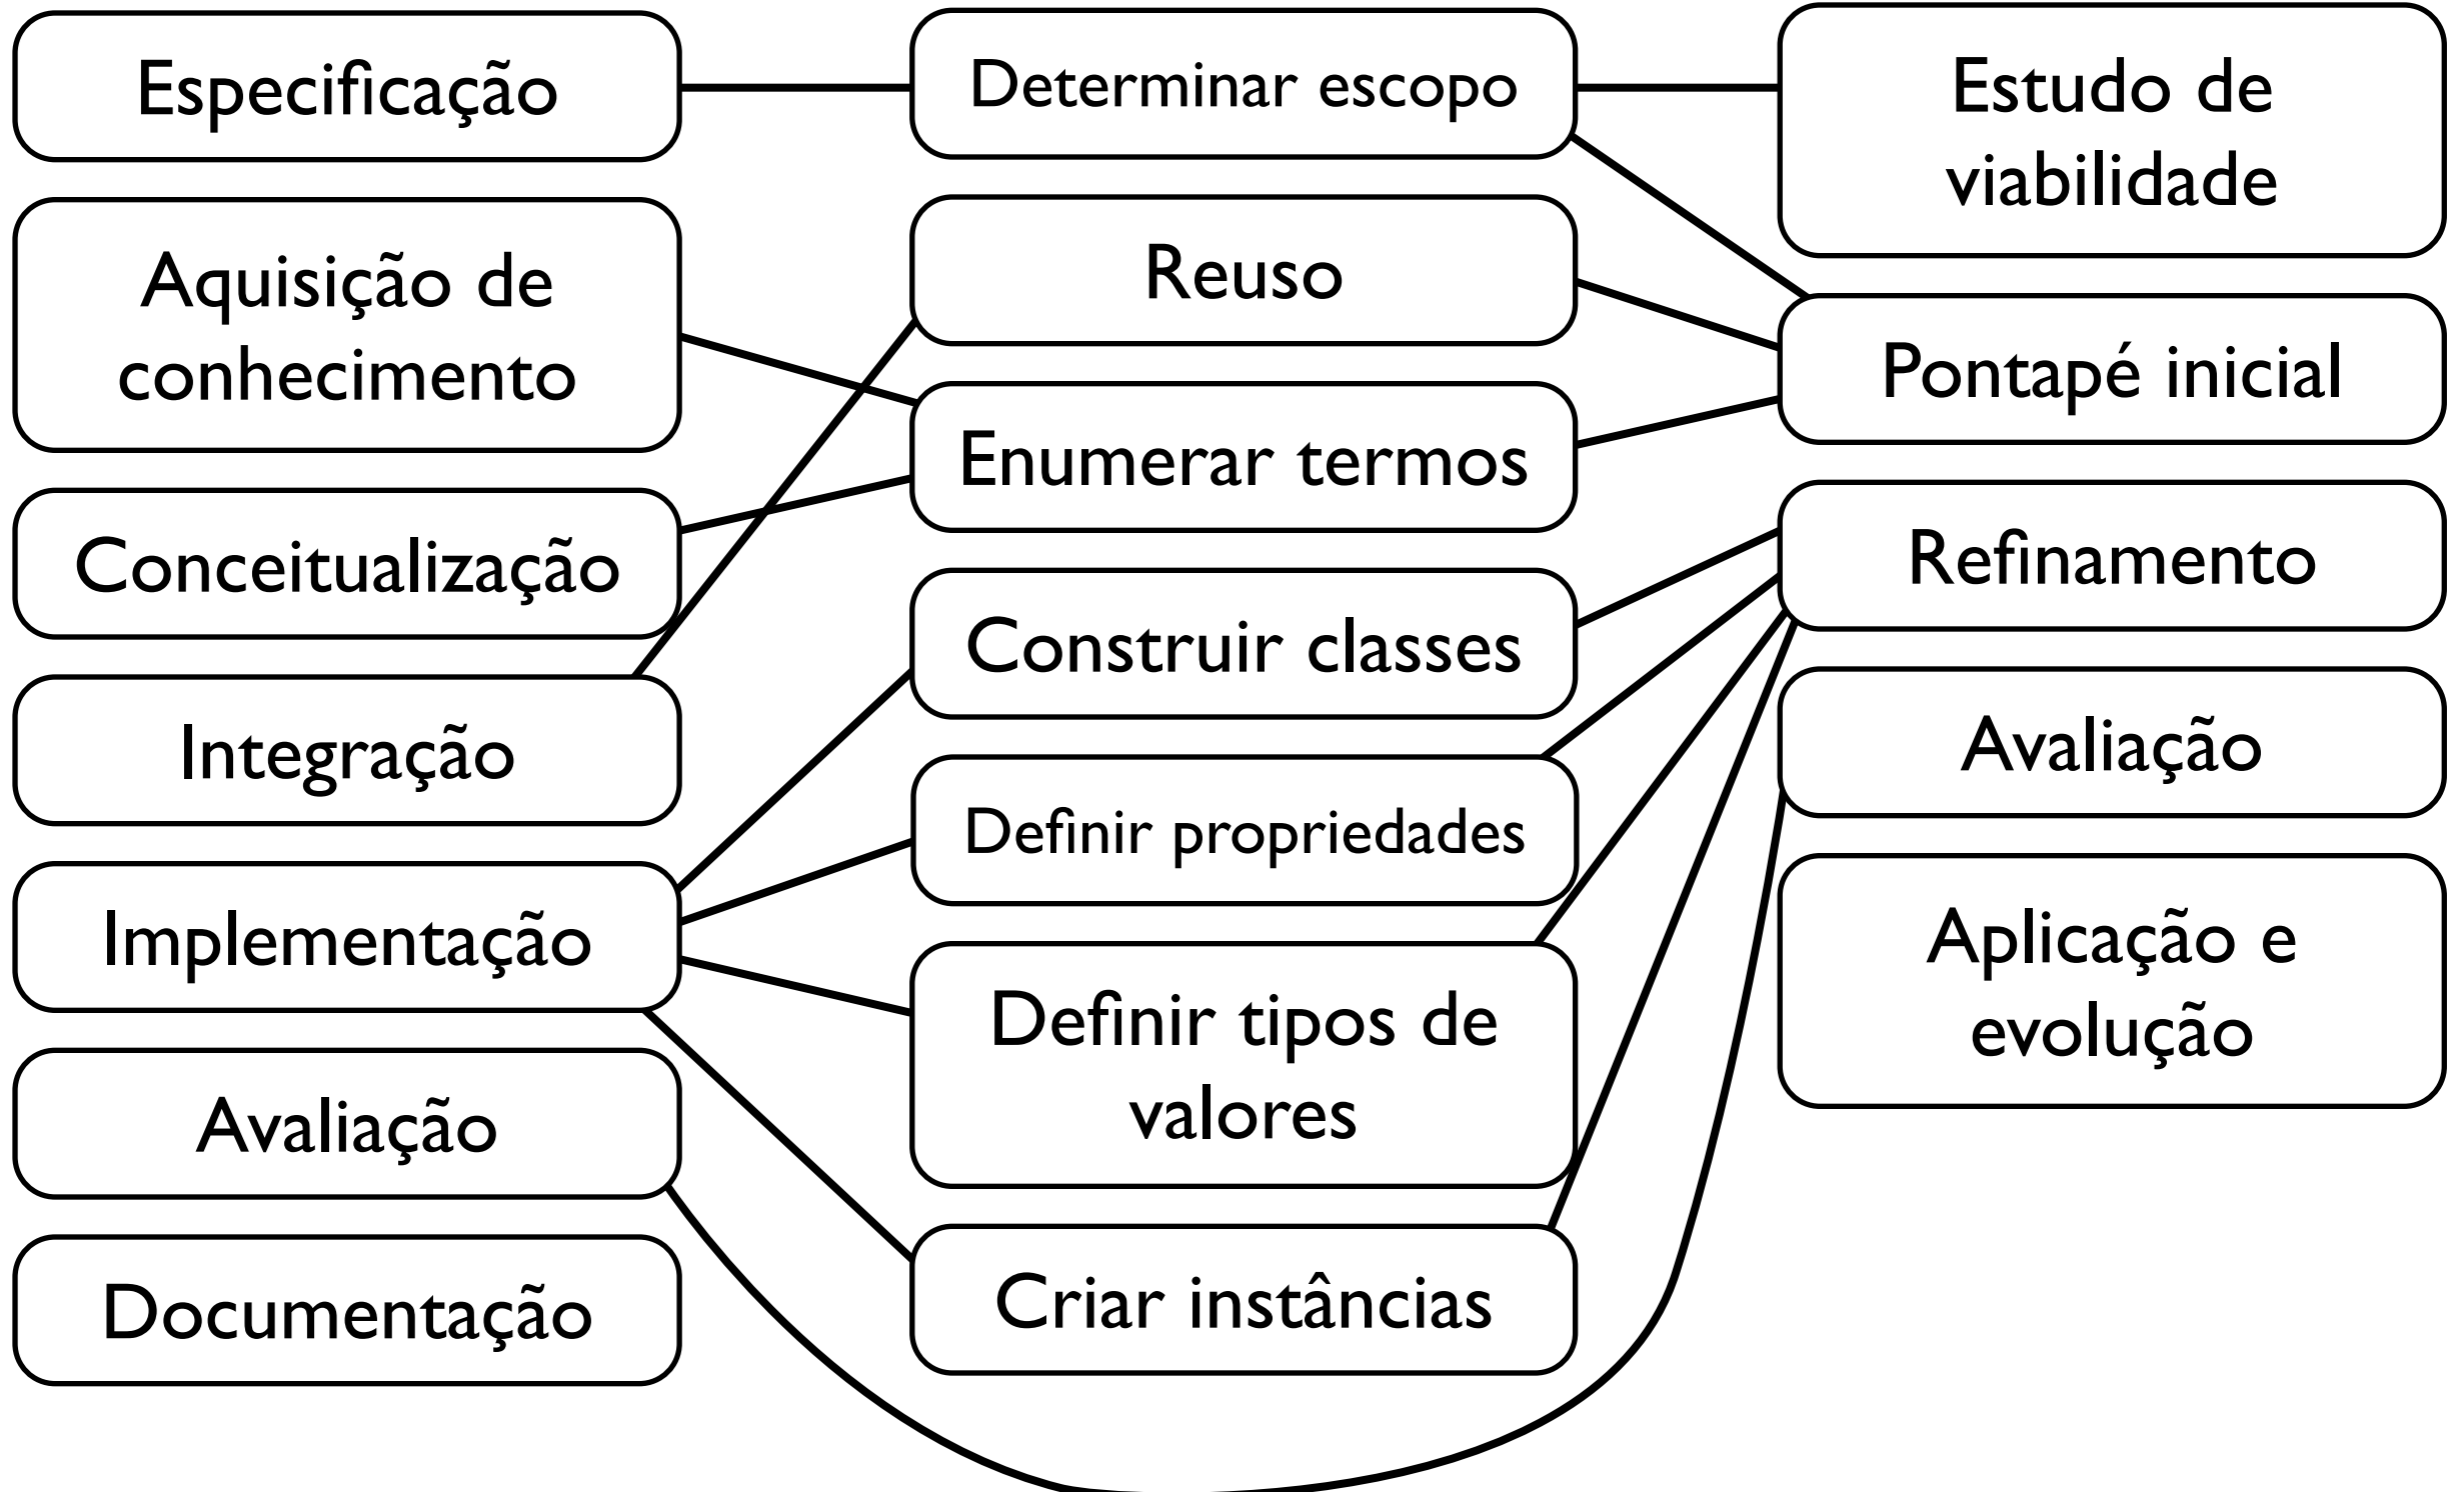 Especificação
Aquisição de
conhecimento
Conceitualização
Integração
Implementação
Avaliação
Documentação
Determinar escopo
Reuso
Enumerar termos
Construir classes
Definir propriedades
Definir tipos de
valores
Criar instâncias
Estudo de
viabilidade
Pontapé inicial
Refinamento
Avaliação
Aplicação e
evolução